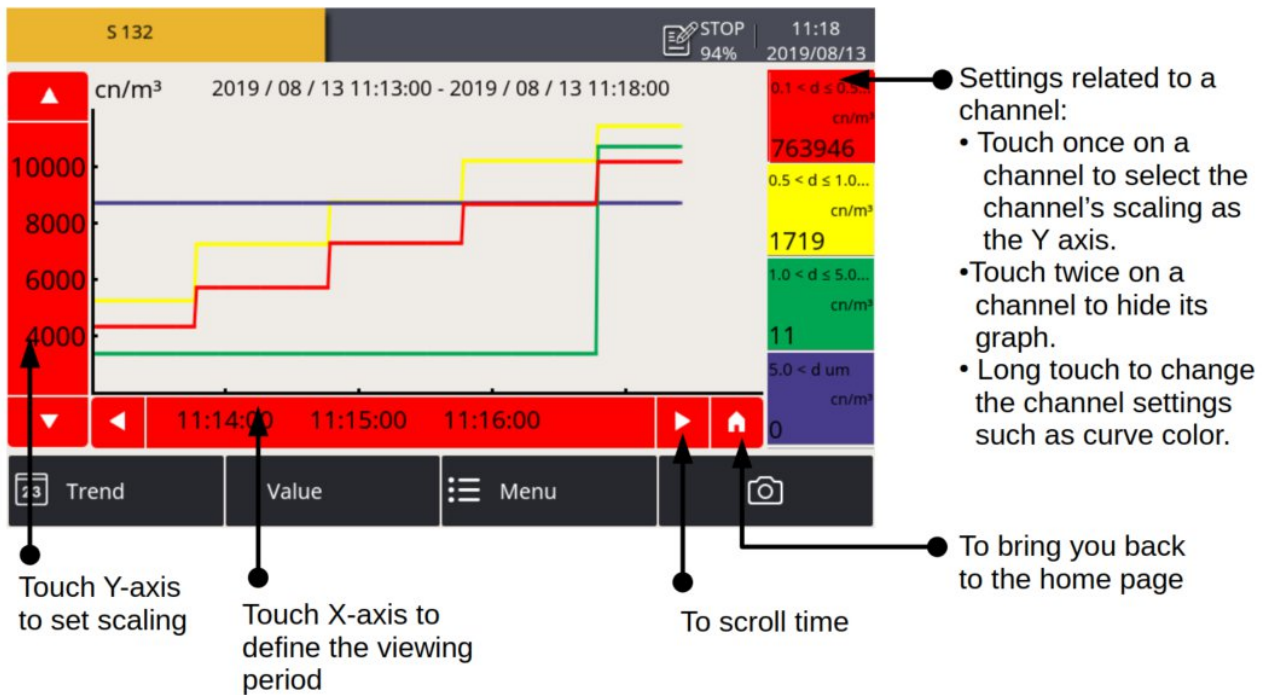 S 132
STOP
94%
11:18
2019/08/13
cn/m³
2019 / 08 / 13 11:13:00 - 2019 / 08 / 13 11:18:00
10000
8000
6000
4000
11:14:00 11:15:00 11:16:00
0.1 < d ≤ 0.5...
cn/m³
763946
0.5 < d ≤ 1.0...
cn/m³
1719
1.0 < d ≤ 5.0...
cn/m³
11
5.0 < d um
cn/m³
0
23 Trend
Value
Menu
Settings related to a
channel:
• Touch once on a
channel to select the
channel's scaling as
the Y axis.
•Touch twice on a
channel to hide its
graph.
• Long touch to change
the channel settings
such as curve color.
Touch Y-axis
to set scaling
Touch X-axis to
define the viewing
period
To scroll time
To bring you back
to the home page